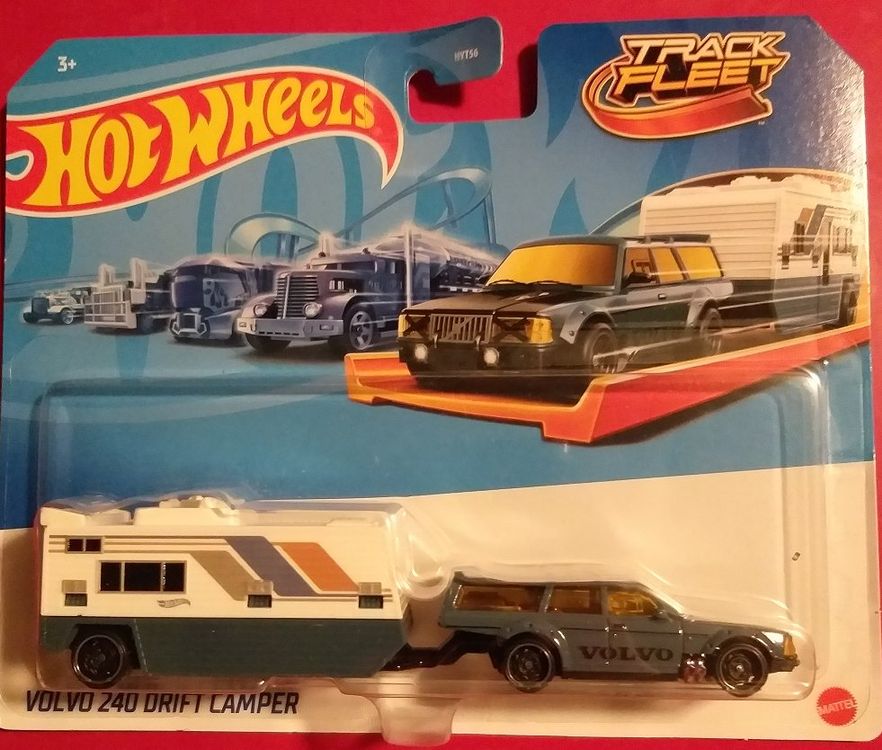 3+
HYT56
HOT WHEELS
TRACK
FLEET
VOLVO
VOLVO 240 DRIFT CAMPER
MATTEL